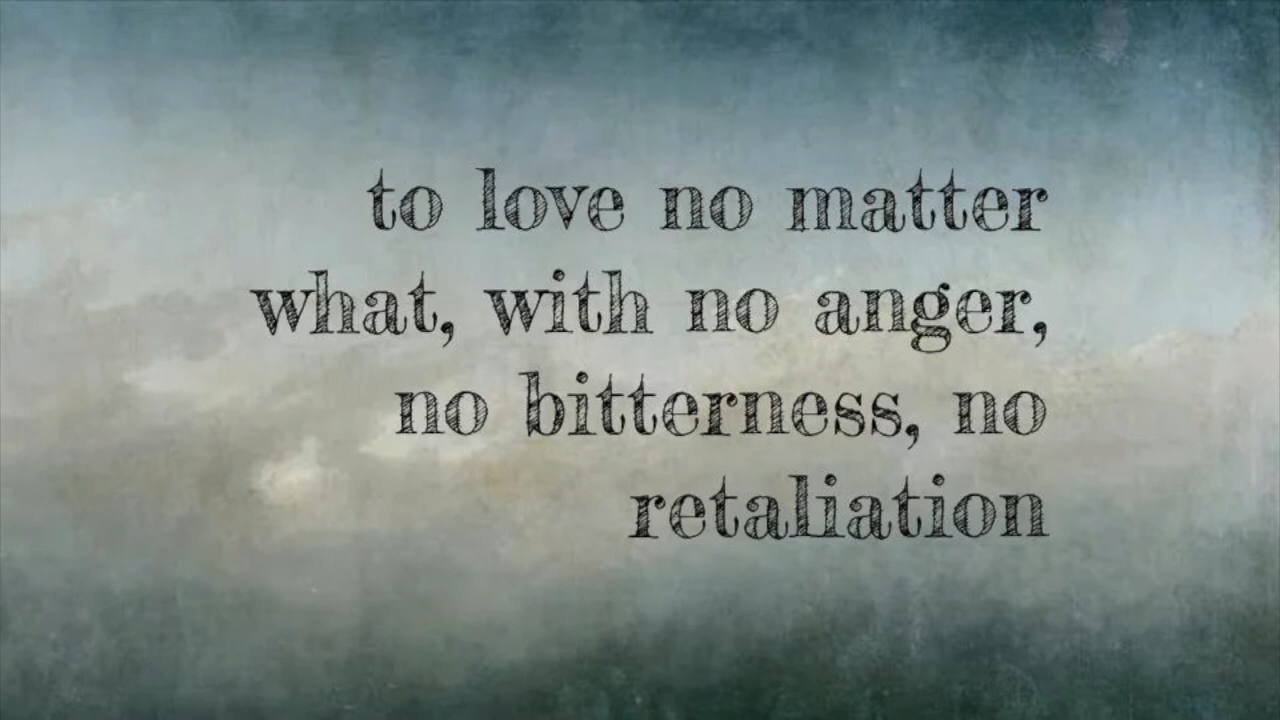 to love no matter
what, with no anger,
no bitterness, no
retaliation